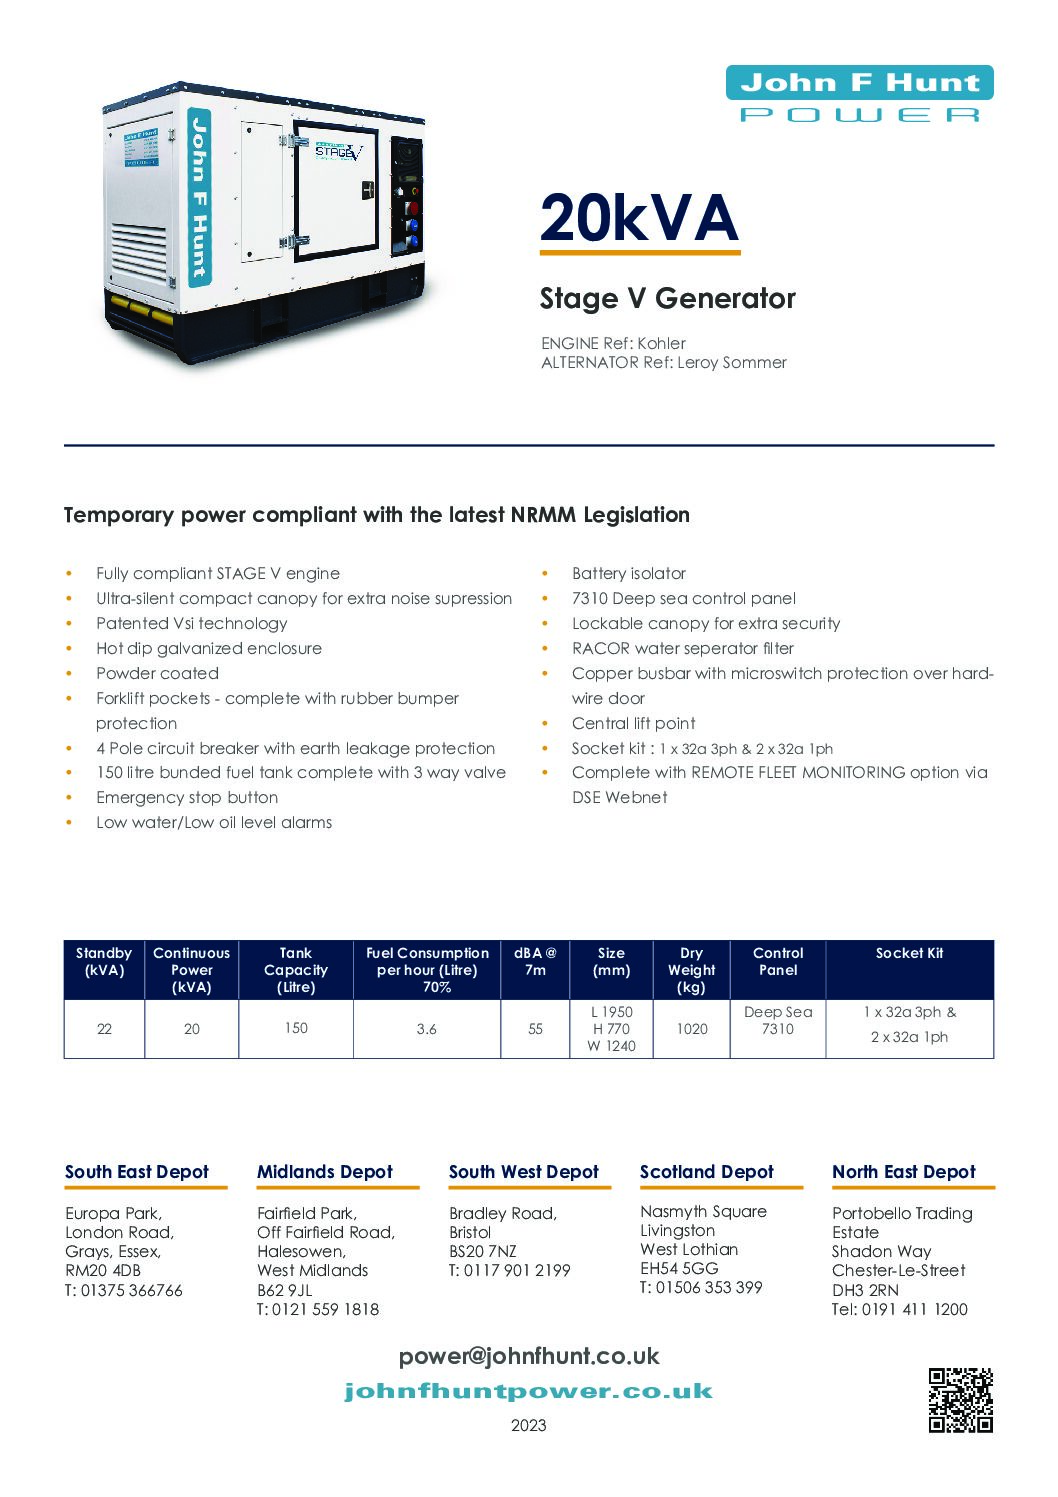 John F Hunt
POWER
John F Hunt
John F Hunt
STAGE V
20kVA
Stage V Generator
ENGINE Ref: Kohler
ALTERNATOR Ref: Leroy Sommer
Temporary power compliant with the latest NRMM Legislation
• Fully compliant STAGE V engine
• Ultra-silent compact canopy for extra noise supression
• Patented Vsi technology
• Hot dip galvanized enclosure
• Powder coated
• Forklift pockets - complete with rubber bumper
protection
• 4 Pole circuit breaker with earth leakage protection
• 150 litre bunded fuel tank complete with 3 way valve
• Emergency stop button
• Low water/Low oil level alarms
• Battery isolator
• 7310 Deep sea control panel
• Lockable canopy for extra security
• RACOR water seperator filter
• Copper busbar with microswitch protection over hard-
wire door
• Central lift point
• Socket kit : 1 x 32a 3ph & 2 x 32a 1ph
• Complete with REMOTE FLEET MONITORING option via
DSE Webnet
Standby (kVA) Continuous Power (kVA) Tank Capacity (Litre) Fuel Consumption per hour (Litre) 70% dBA @ 7m Size (mm) Dry Weight (kg) Control Panel Socket Kit
22 20 150 3.6 55 L 1950 H 770 W 1240 1020 Deep Sea 7310 1 x 32a 3ph & 2 x 32a 1ph
South East Depot
Europa Park,
London Road,
Grays, Essex,
RM20 4DB
T: 01375 366766
Midlands Depot
Fairfield Park,
Off Fairfield Road,
Halesowen,
West Midlands
B62 9JL
T: 0121 559 1818
South West Depot
Bradley Road,
Bristol
BS20 7NZ
T: 0117 901 2199
Scotland Depot
Nasmyth Square
Livingston
West Lothian
EH54 5GG
T: 01506 353 399
North East Depot
Portobello Trading
Estate
Shadon Way
Chester-Le-Street
DH3 2RN
Tel: 0191 411 1200
power@johnfhunt.co.uk
johnfhuntpower.co.uk
2023